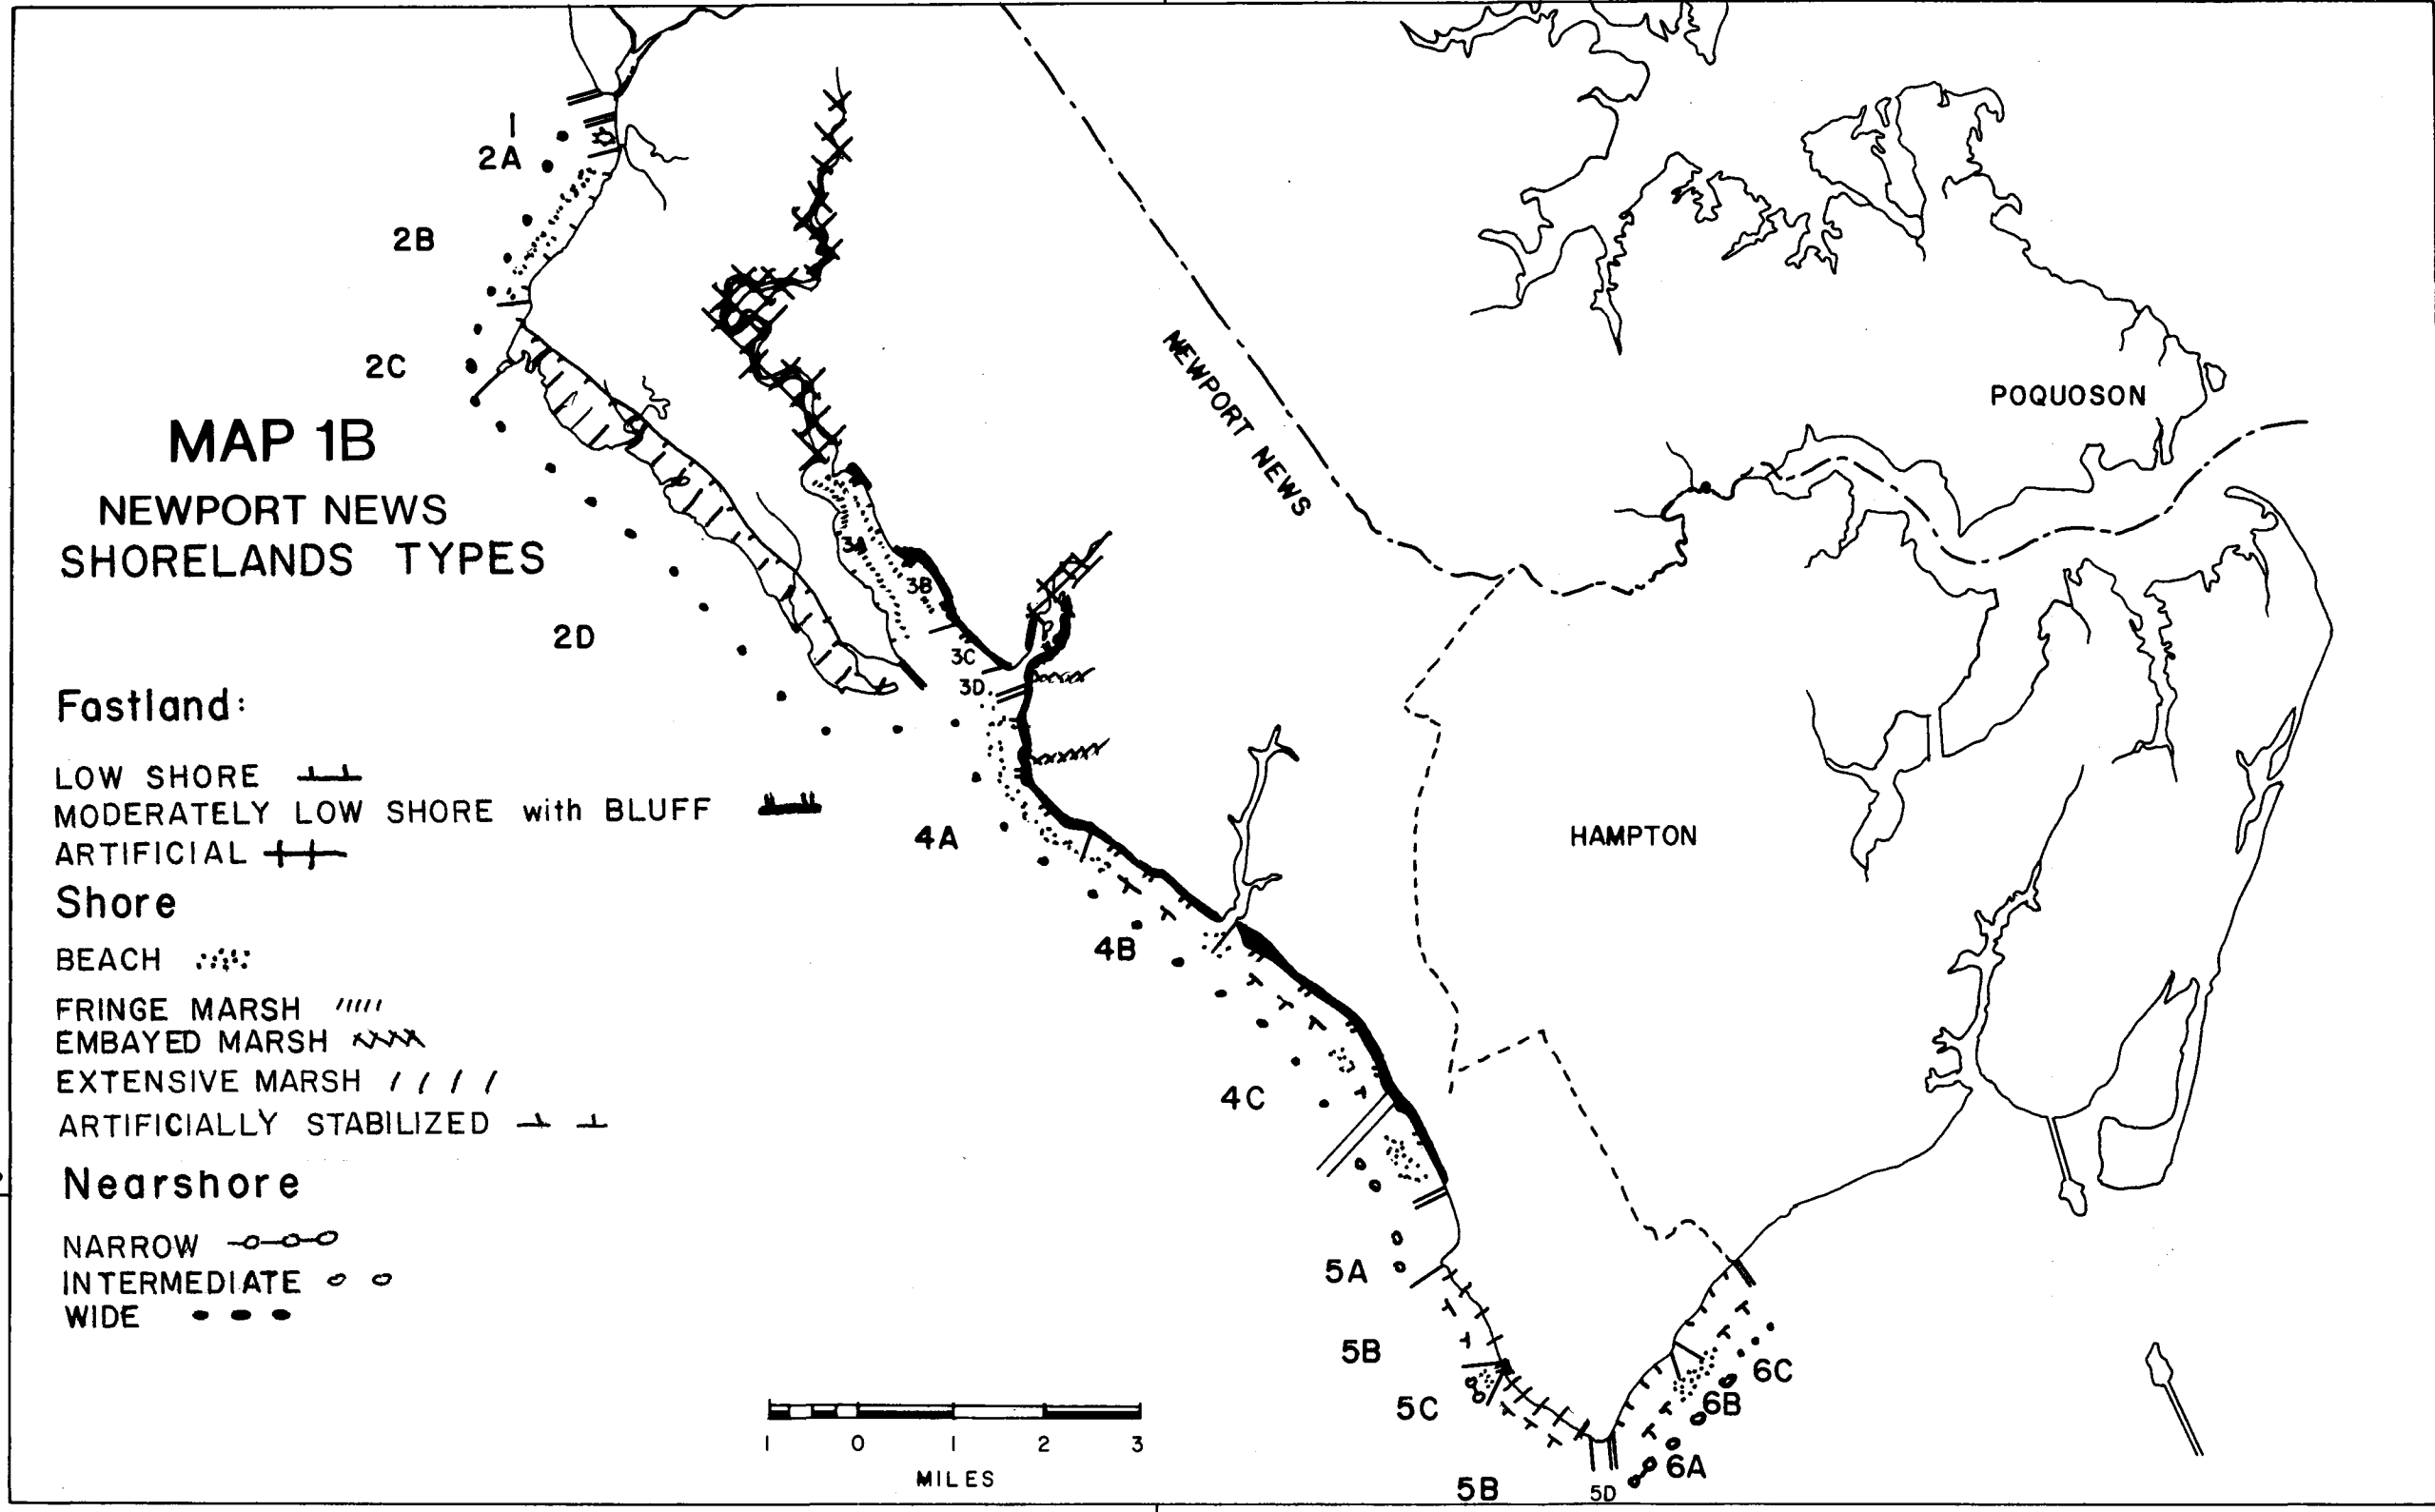 1
2A
2B
2C
MAP 1B
NEWPORT NEWS
SHORELANDS TYPES
2D
3A
3B
3C
3D
NEWPORT NEWS
POQUOSON
HAMPTON
Fastland:
LOW SHORE
MODERATELY LOW SHORE with BLUFF
ARTIFICIAL
Shore
BEACH
FRINGE MARSH
EMBAYED MARSH
EXTENSIVE MARSH
ARTIFICIALLY STABILIZED
Nearshore
NARROW
INTERMEDIATE
WIDE
4A
4B
4C
5A
5B
5C
5B
5D
6A
6B
6C
1 0 1 2 3
MILES